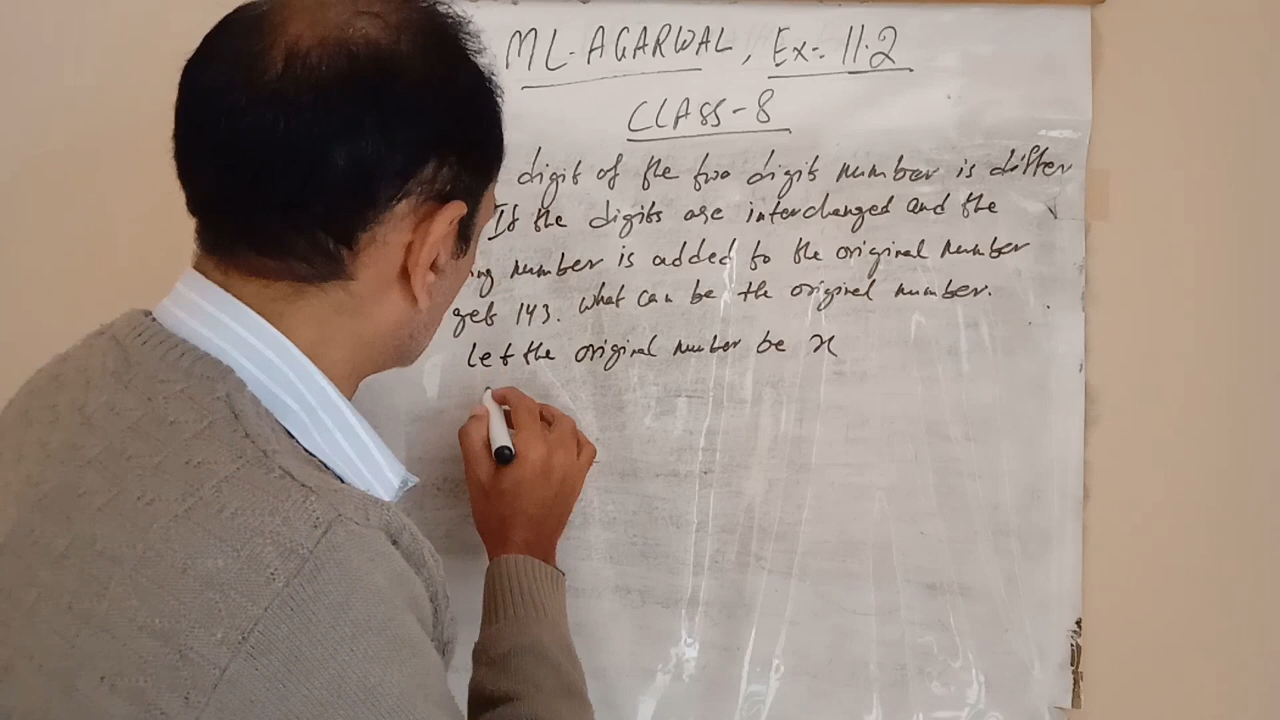 ML-AGARWAL, Ex:- 11.2
CLASS-8
digit of the two digit number is differ
If the digits are interchanged and the
ing number is added to the original number
gets 143. What can be the original number.
let the original number be x